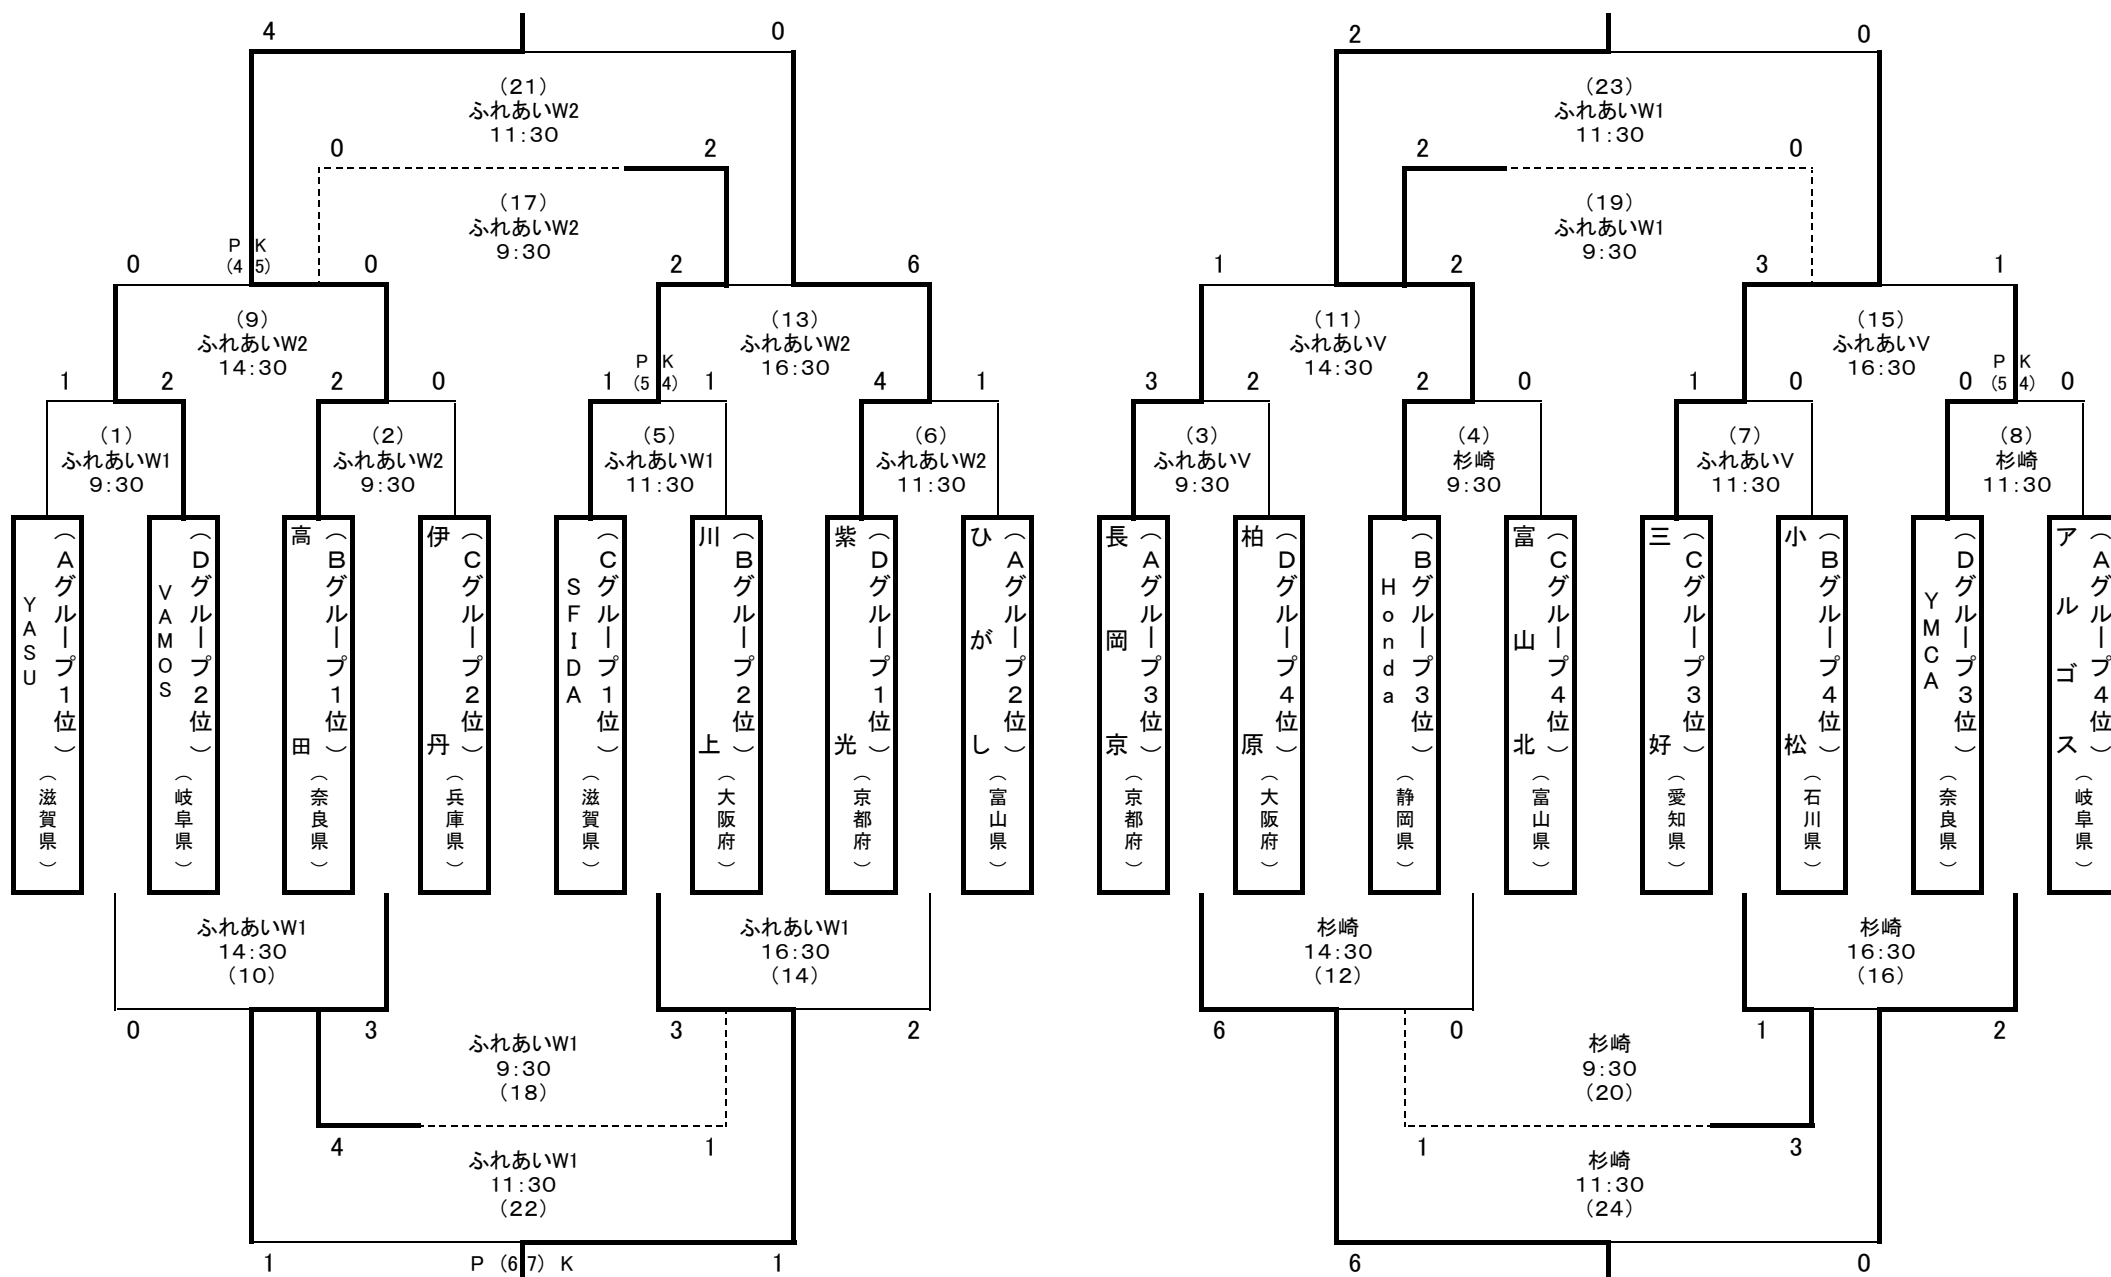 4 0 2 0
(21)
ふれあいW2
11:30
(23)
ふれあいW1
11:30
0 2 2 0
(17)
ふれあいW2
9:30
(19)
ふれあいW1
9:30
P K
(4 5)
0 0 2 6 1 2 3 1
(9)
ふれあいW2
14:30
(13)
ふれあいW2
16:30
(11)
ふれあいV
14:30
(15)
ふれあいV
16:30
P K
(5 4)
P K
(5 4)
1 2 2 0 1 1 4 1 3 2 2 0 1 0 0 0
(1)
ふれあいW1
9:30
(2)
ふれあいW2
9:30
(5)
ふれあいW1
11:30
(6)
ふれあいW2
11:30
(3)
ふれあいV
9:30
(4)
杉崎
9:30
(7)
ふれあいV
11:30
(8)
杉崎
11:30
(Aグループ1位)
YASU
(滋賀県)
(Dグループ2位)
VAMOS
(岐阜県)
(Bグループ1位)
高田
(奈良県)
(Cグループ2位)
伊丹
(兵庫県)
(Cグループ1位)
SFIDA
(滋賀県)
(Bグループ2位)
川上
(大阪府)
(Dグループ1位)
紫光
(京都府)
(Aグループ2位)
ひがし
(富山県)
(Aグループ3位)
長岡京
(京都府)
(Dグループ4位)
柏原
(大阪府)
(Bグループ3位)
Honda
(静岡県)
(Cグループ4位)
富山北
(富山県)
(Cグループ3位)
三好
(愛知県)
(Bグループ4位)
小松
(石川県)
(Dグループ3位)
YMCA
(奈良県)
(Aグループ4位)
アルゴス
(岐阜県)
ふれあいW1
14:30
(10)
ふれあいW1
16:30
(14)
杉崎
14:30
(12)
杉崎
16:30
(16)
0 3 3 2 6 0 1 2
ふれあいW1
9:30
(18)
杉崎
9:30
(20)
4 1 1 3
ふれあいW1
11:30
(22)
杉崎
11:30
(24)
1 P (6 7) K 1 6 0